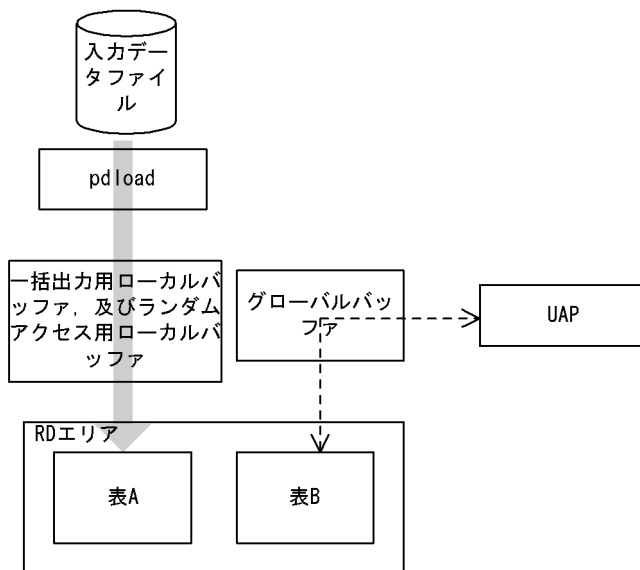 入力デー
タファイ
ル
pdload
一括出力用ローカルバ
ッファ，及びランダム
アクセス用ローカルバ
ッファ
グローバルバッ
ファ
UAP
RDエリア
表A
表B